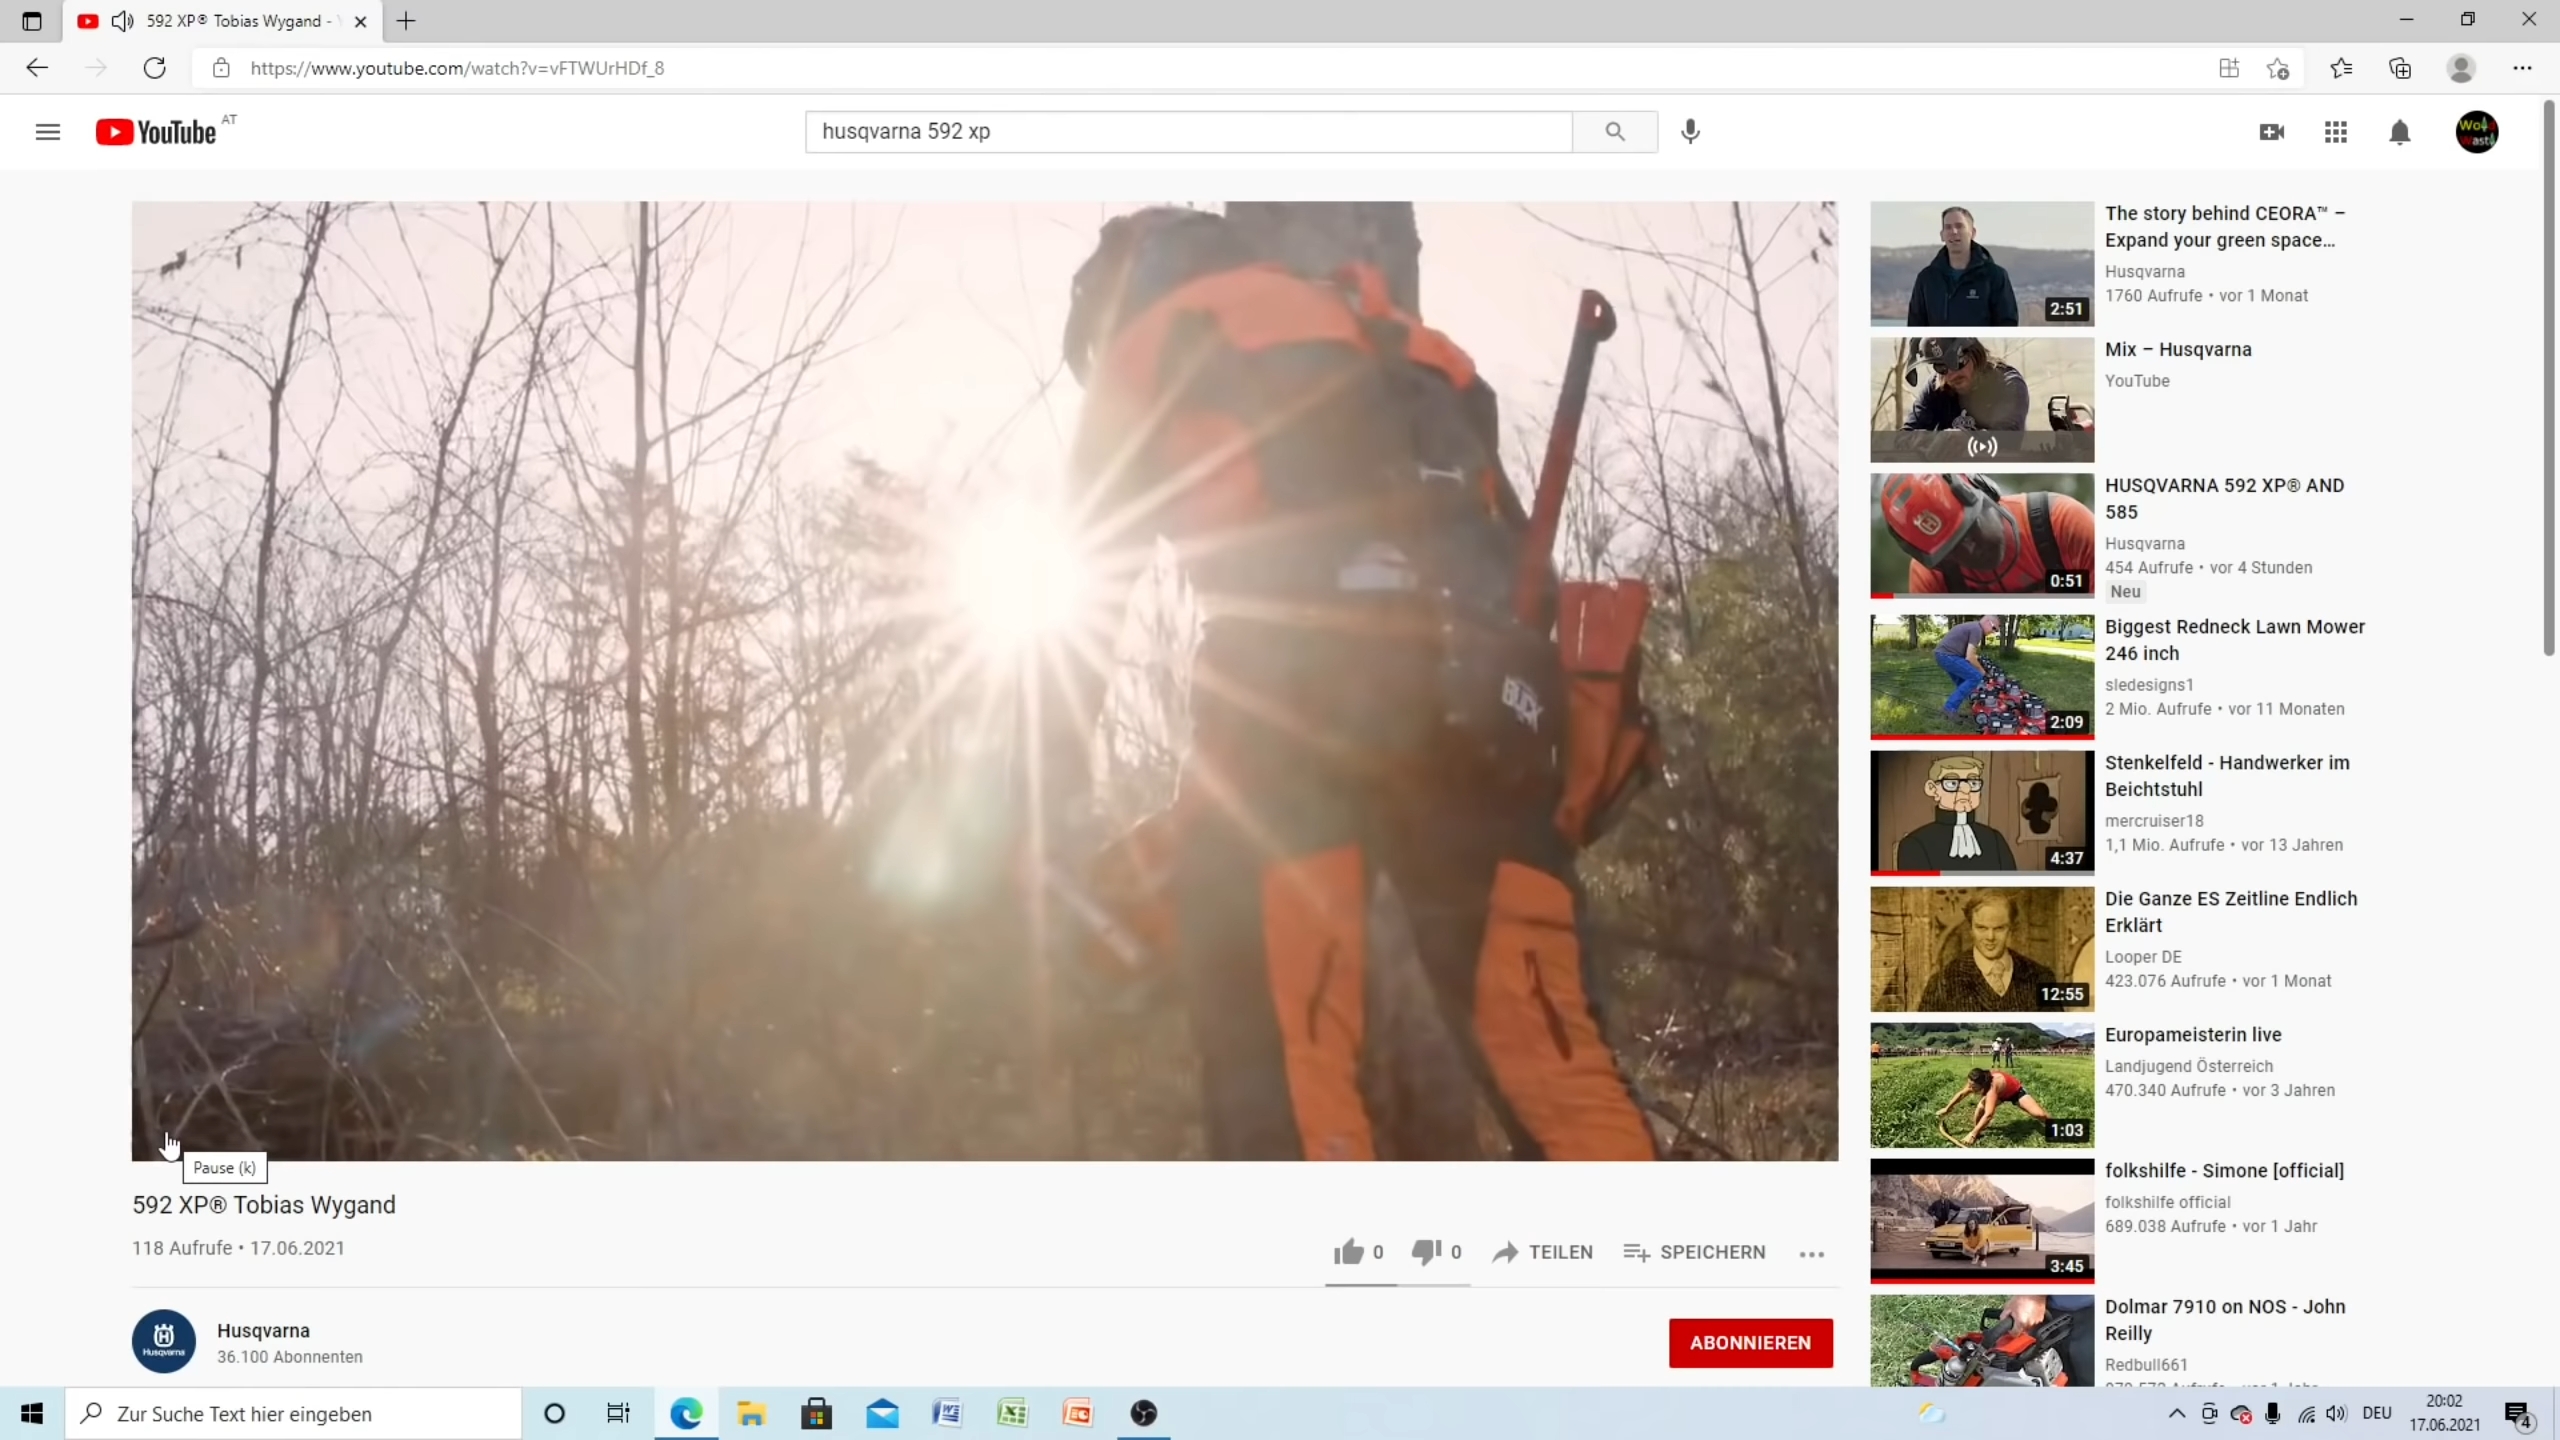 592 XP® Tobias Wygand -
https://www.youtube.com/watch?v=vFTWUrHDf_8
YouTube AT
husqvarna 592 xp
Wo
ast
BUCK
Pause (k)
592 XP® Tobias Wygand
118 Aufrufe • 17.06.2021
0
0
TEILEN
SPEICHERN
Husqvarna
Husqvarna
36.100 Abonnenten
ABONNIEREN
The story behind CEORA™ –
Expand your green space...
Husqvarna
1760 Aufrufe • vor 1 Monat
2:51
Mix – Husqvarna
YouTube
HUSQVARNA 592 XP® AND
585
Husqvarna
454 Aufrufe • vor 4 Stunden
Neu
0:51
Biggest Redneck Lawn Mower
246 inch
sledesigns1
2 Mio. Aufrufe • vor 11 Monaten
2:09
Stenkelfeld - Handwerker im
Beichtstuhl
mercruiser18
1,1 Mio. Aufrufe • vor 13 Jahren
4:37
Die Ganze ES Zeitline Endlich
Erklärt
Looper DE
423.076 Aufrufe • vor 1 Monat
12:55
Europameisterin live
Landjugend Österreich
470.340 Aufrufe • vor 3 Jahren
1:03
folkshilfe - Simone [official]
folkshilfe official
689.038 Aufrufe • vor 1 Jahr
3:45
Dolmar 7910 on NOS - John
Reilly
Redbull661
Zur Suche Text hier eingeben
DEU
20:02
17.06.2021
4